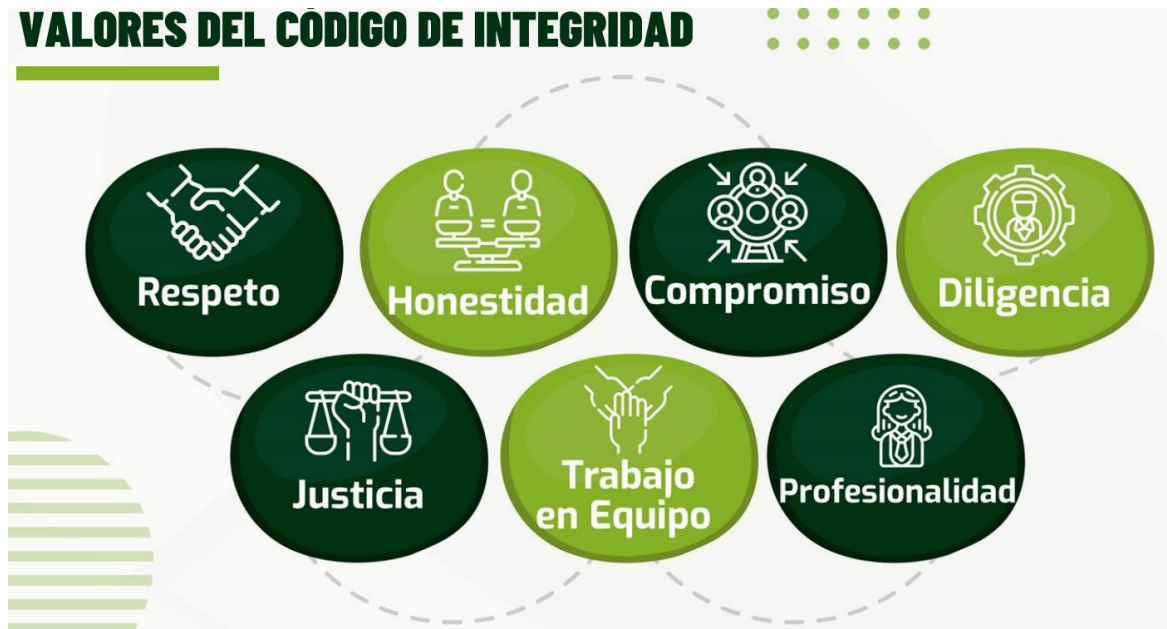 VALORES DEL CÓDIGO DE INTEGRIDAD
Respeto
Honestidad
Compromiso
Diligencia
Justicia
Trabajo
en Equipo
Profesionalidad